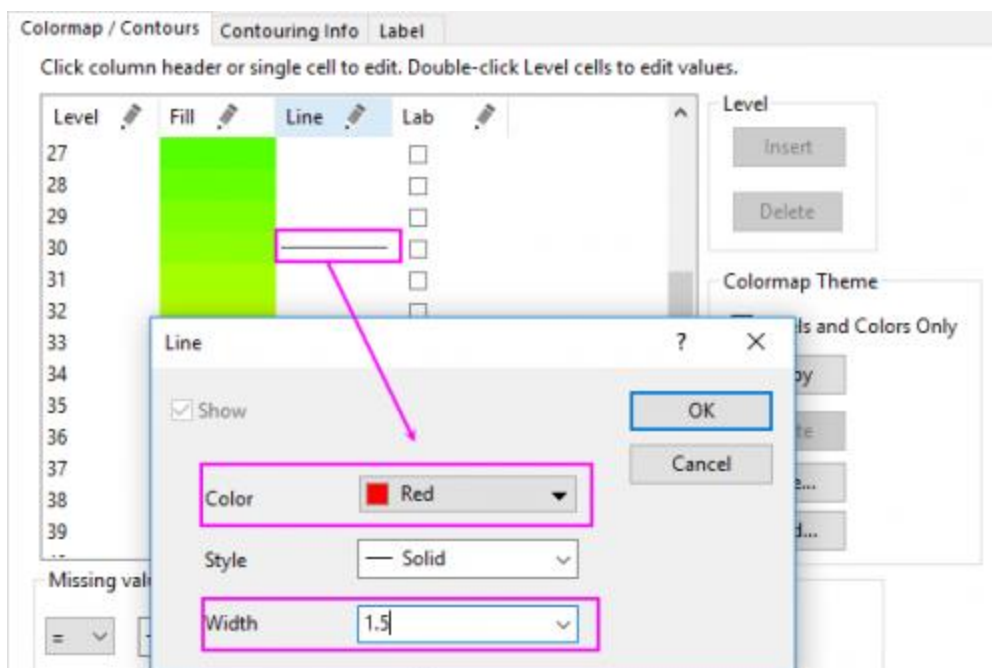 Colormap / Contours Contouring Info Label
Click column header or single cell to edit. Double-click Level cells to edit values.
Level Fill Line Lab
Level
27
Insert
28
29
Delete
30
31
Colormap Theme
32
and Colors Only
33
Line ? ×
34
35
Show
OK
36
37
Cancel
38
Color Red
39
Style Solid
Missing
Width 1.5
=